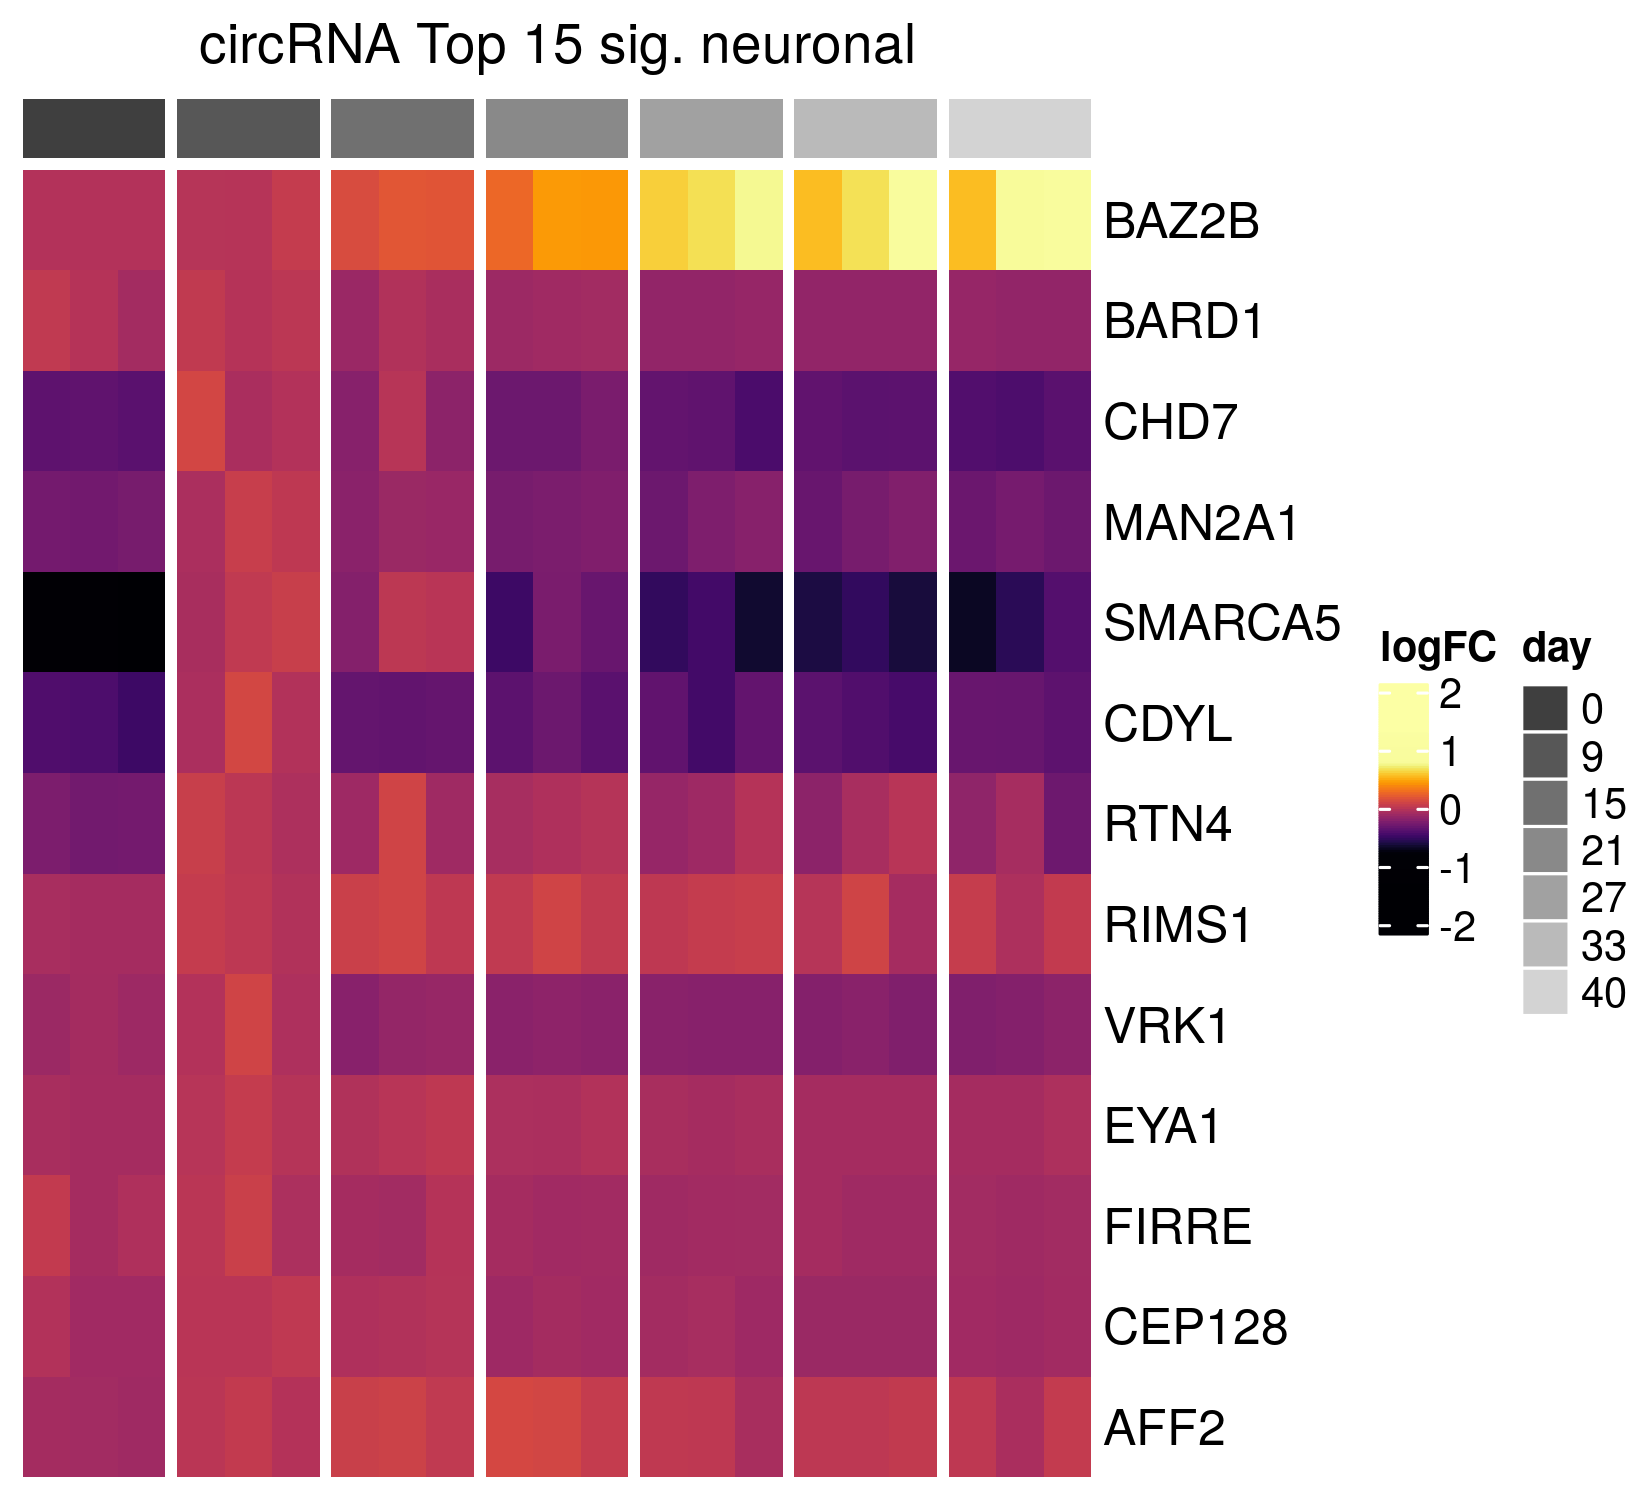 circRNA Top 15 sig. neuronal
BAZ2B
BARD1
CHD7
MAN2A1
SMARCA5
CDYL
RTN4
RIMS1
VRK1
EYA1
FIRRE
CEP128
AFF2
logFC
2
1
0
-1
-2
day
0
9
15
21
27
33
40